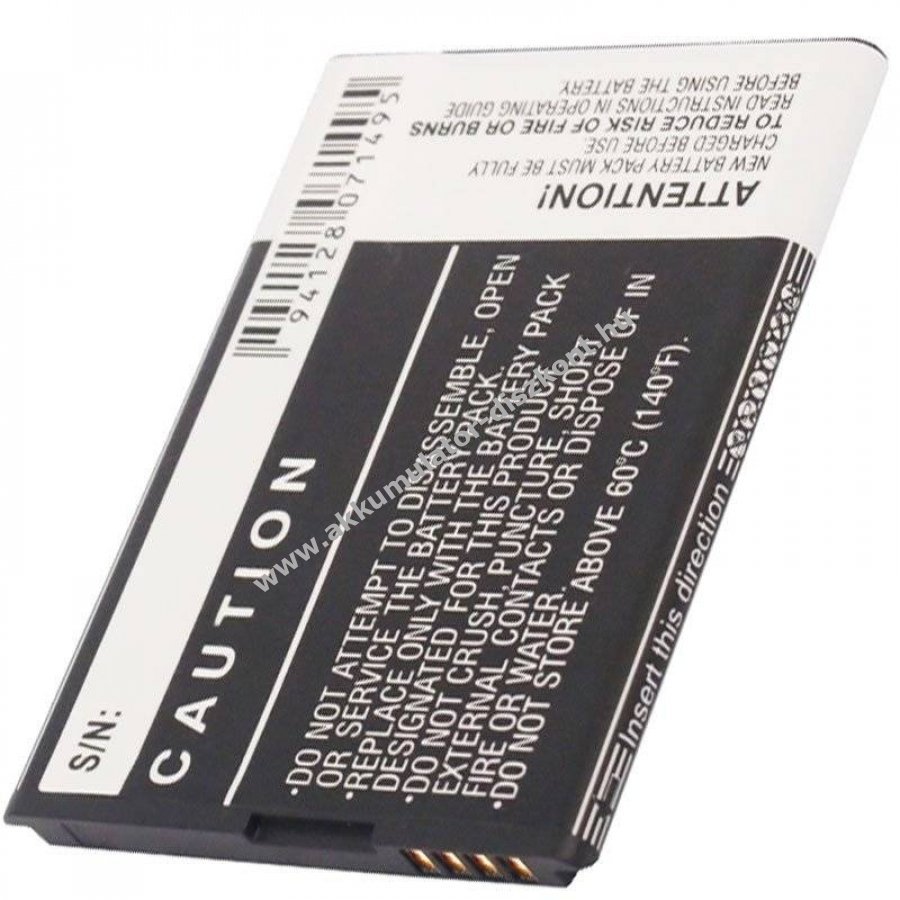 ATTENTION!
NEW BATTERY PACK MUST BE FULLY
CHARGED BEFORE USE.
TO REDUCE RISK OF FIRE OR BURNS
READ INSTRUCTIONS IN OPERATING GUIDE
BEFORE USING THE BATTERY.
94128071495
S/N:
CAUTION
•DO NOT ATTEMPT TO DISASSEMBLE, OPEN
OR SERVICE THE BATTERY PACK.
•REPLACE ONLY WITH THE BATTERY PACK
DESIGNATED FOR THIS PRODUCT.
•DO NOT CRUSH, PUNCTURE, SHORT
EXTERNAL CONTACTS OR DISPOSE OF IN
FIRE OR WATER.
•DO NOT STORE ABOVE 60°C (140°F).
Insert this direction
www.akkumulator-diszkont.hu